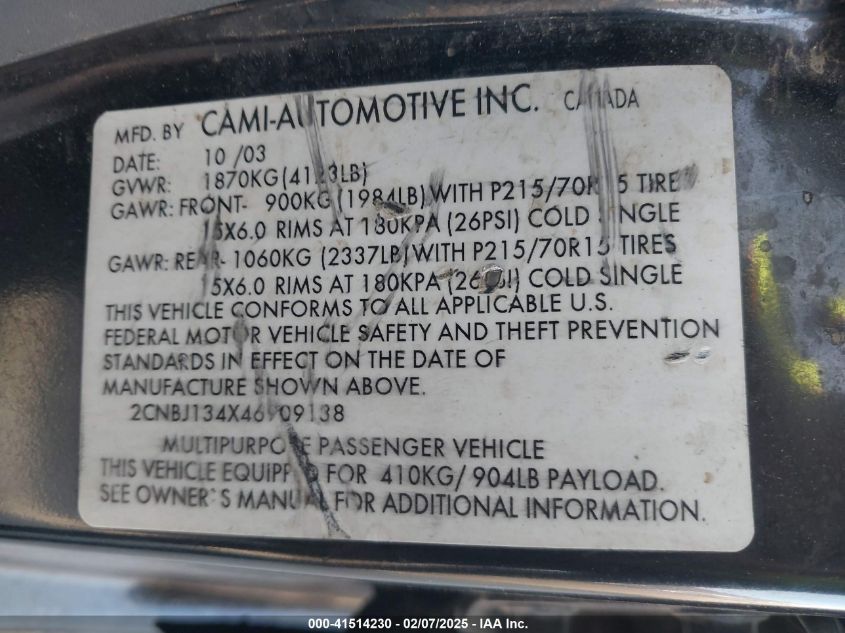 MFD. BY CAMI-AUTOMOTIVE INC. CANADA
DATE: 10 /03
GVWR: 1870KG(4123LB)
GAWR: FRONT- 900KG (1984LB) WITH P215/70R15 TIRES
15X6.0 RIMS AT 180KPA (26PSI) COLD SINGLE
GAWR: REAR- 1060KG (2337LB) WITH P215/70R15 TIRES
15X6.0 RIMS AT 180KPA (26PSI) COLD SINGLE
THIS VEHICLE CONFORMS TO ALL APPLICABLE U.S.
FEDERAL MOTOR VEHICLE SAFETY AND THEFT PREVENTION
STANDARDS IN EFFECT ON THE DATE OF
MANUFACTURE SHOWN ABOVE.
2CNBJ134X46909138
MULTIPURPOSE PASSENGER VEHICLE
THIS VEHICLE EQUIPPED FOR 410KG/ 904LB PAYLOAD.
SEE OWNER'S MANUAL FOR ADDITIONAL INFORMATION.
000-41514230 - 02/07/2025 - IAA Inc.